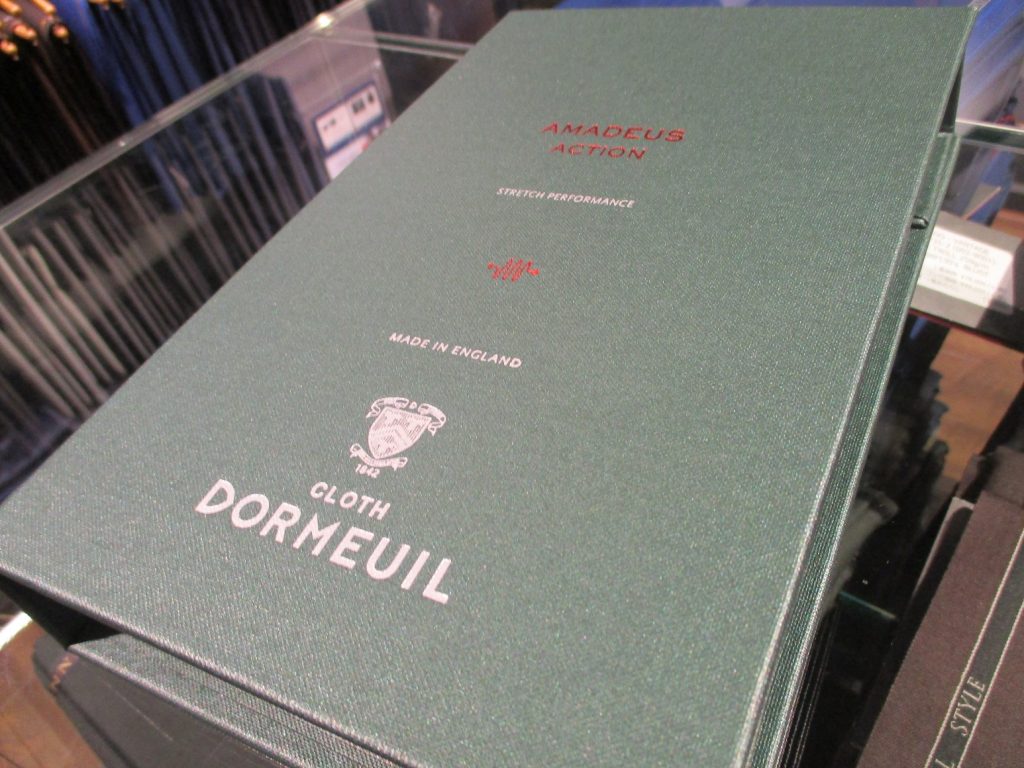 AMADEUS
ACTION
STRETCH PERFORMANCE
MADE IN ENGLAND
1842
CLOTH
DORMEUIL
STYLE